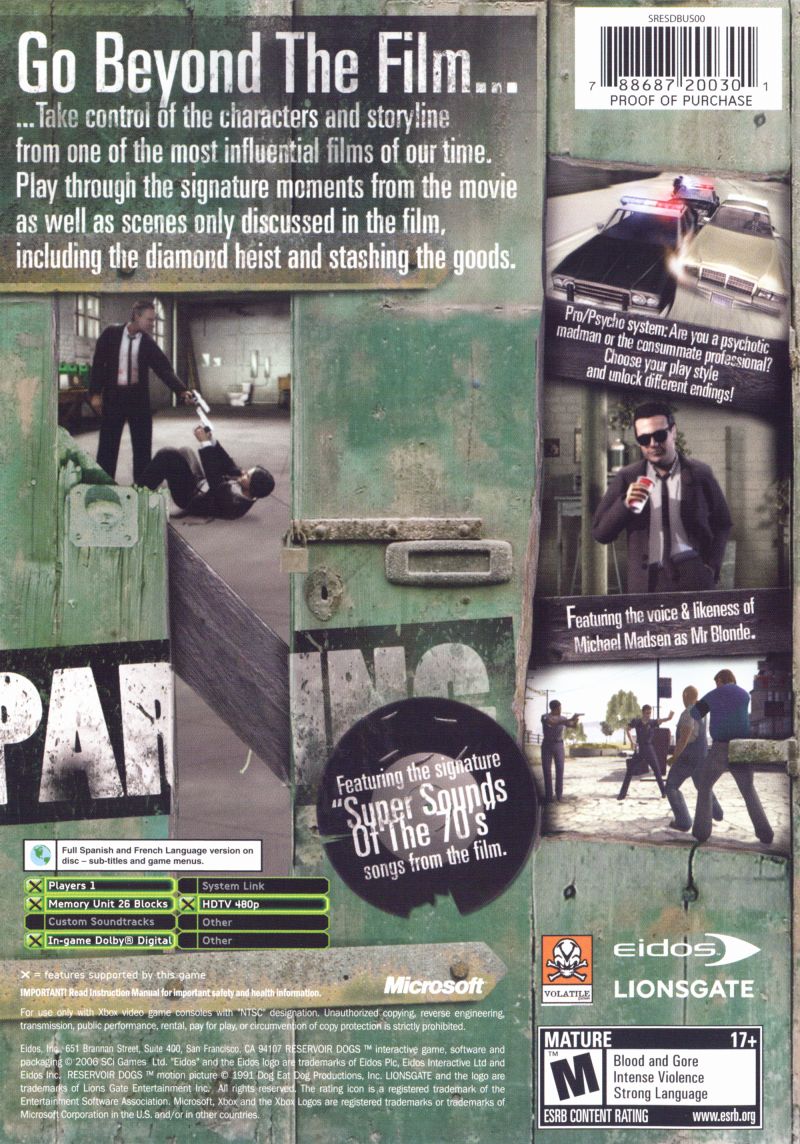 Go Beyond The Film...
...Take control of the characters and storyline
from one of the most influential films of our time.
Play through the signature moments from the movie
as well as scenes only discussed in the film,
including the diamond heist and stashing the goods.
SRESDBUS00
7 88687 20030 1
PROOF OF PURCHASE
Pro/Psycho system: Are you a psychotic
madman or the consummate professional?
Choose your play style
and unlock different endings!
Featuring the voice & likeness of
Michael Madsen as Mr Blonde.
PARKING
Featuring the signature
"Super Sounds
Of The 70's"
songs from the film.
Full Spanish and French Language version on
disc – sub-titles and game menus.
Players 1
System Link
Memory Unit 26 Blocks
HDTV 480p
Custom Soundtracks
Other
In-game Dolby® Digital
Other
X = features supported by this game
Microsoft
IMPORTANT! Read Instruction Manual for important safety and health information.
For use only with Xbox video game consoles with "NTSC" designation. Unauthorized copying, reverse engineering,
transmission, public performance, rental, pay for play, or circumvention of copy protection is strictly prohibited.
Eidos, Inc. 651 Brannan Street, Suite 400, San Francisco, CA 94107 RESERVOIR DOGS ™ interactive game, software and
packaging © 2006 SCi Games Ltd. "Eidos" and the Eidos logo are trademarks of Eidos Plc, Eidos Interactive Ltd and
Eidos Inc. RESERVOIR DOGS ™ motion picture © 1991 Dog Eat Dog Productions, Inc. LIONSGATE and the logo are
trademarks of Lions Gate Entertainment Inc. All rights reserved. The rating icon is a registered trademark of the
Entertainment Software Association. Microsoft, Xbox and the Xbox Logos are registered trademarks or trademarks of
Microsoft Corporation in the U.S. and/or in other countries.
VOLATILE
eidos
LIONSGATE
MATURE 17+
M
TM
Blood and Gore
Intense Violence
Strong Language
ESRB CONTENT RATING www.esrb.org